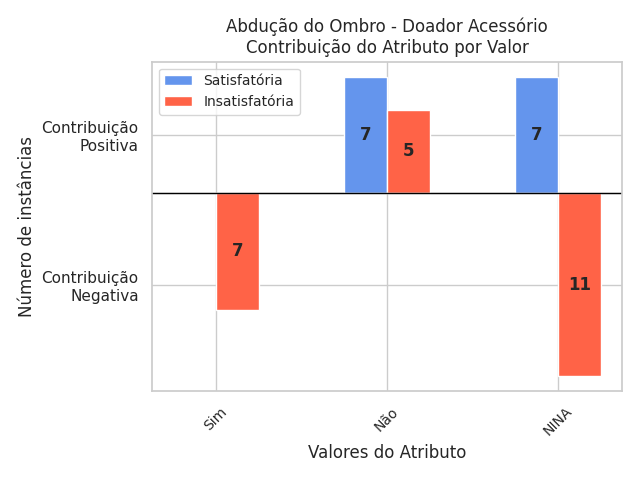 Abdução do Ombro - Doador Acessório
Contribuição do Atributo por Valor
Satisfatória
Insatisfatória
Contribuição
Positiva
Contribuição
Negativa
Número de instâncias
7
7
5
7
11
Sim
Não
NINA
Valores do Atributo